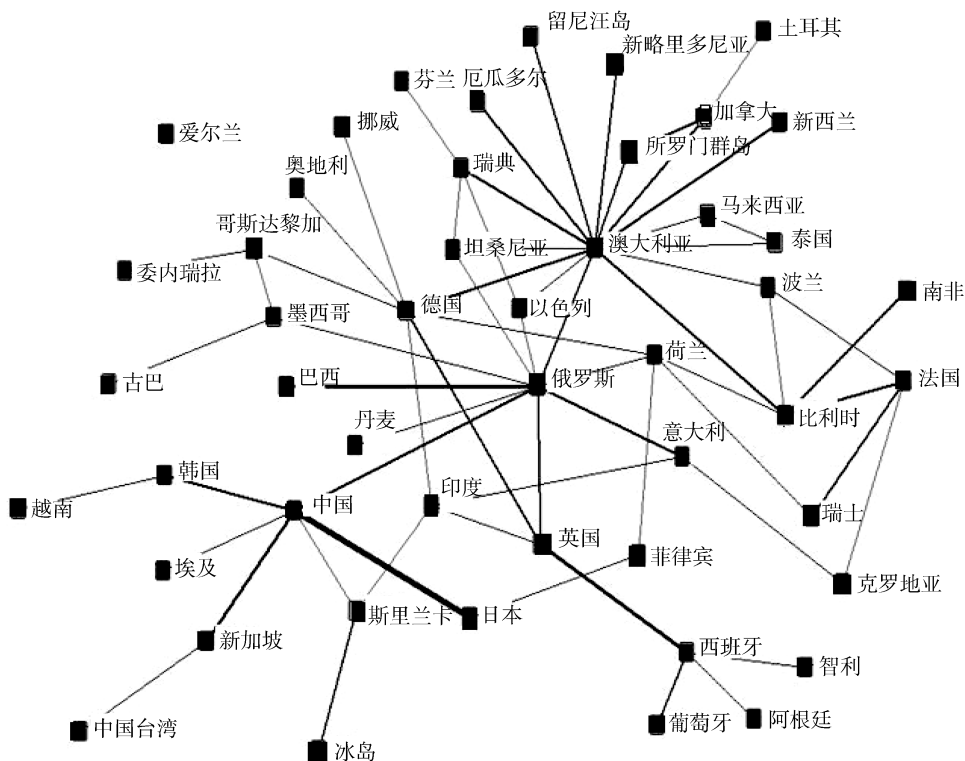 留尼汪岛
土耳其
新略里多尼亚
芬兰 厄瓜多尔
加拿大
新西兰
挪威
爱尔兰
所罗门群岛
奥地利
瑞典
马来西亚
哥斯达黎加
坦桑尼亚
澳大利亚
泰国
委内瑞拉
波兰
南非
墨西哥
德国
以色列
荷兰
古巴
巴西
俄罗斯
法国
丹麦
意大利
比利时
韩国
越南
中国
印度
瑞士
英国
菲律宾
埃及
克罗地亚
斯里兰卡
日本
新加坡
西班牙
智利
中国台湾
葡萄牙
阿根廷
冰岛